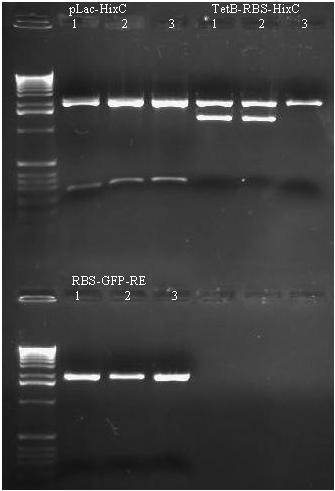 pLac-HixC TetB-RBS-HixC
1 2 3 1 2 3
RBS-GFP-RE
1 2 3